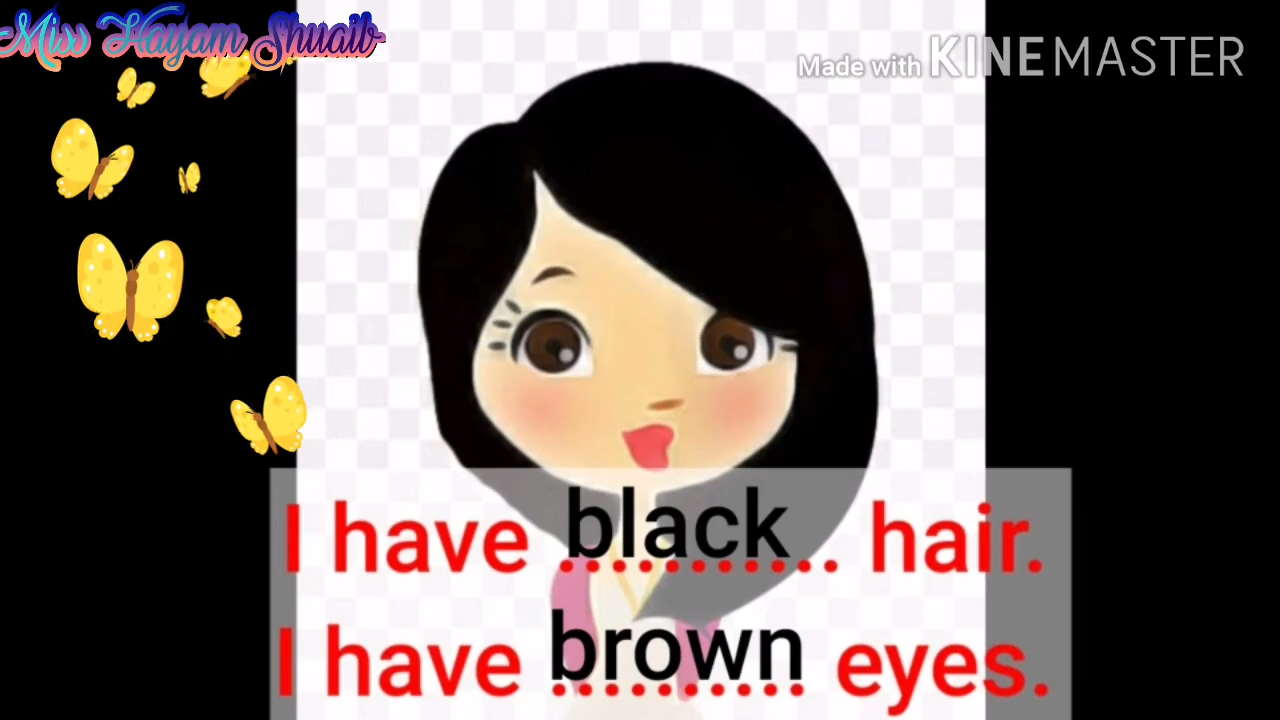 Miss Hayam Shuaib
Made with KINEMASTER
I have black hair.
I have brown eyes.